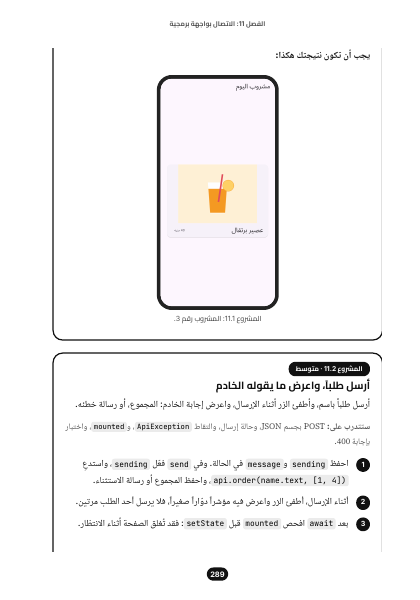 الفصل 11: الاتصال بواجهة برمجية
يجب أن تكون نتيجتك هكذا:
مشروب اليوم
عصير برتقال
المشروع 11.1: المشروب رقم 3.
المشروع 11.2 · متوسط
أرسل طلباً، واعرض ما يقوله الخادم
أرسل طلباً باسم، وأطفئ الزر أثناء الإرسال، واعرض إجابة الخادم: المجموع، أو رسالة خطئه.
ستتدرب على: POST بجسم JSON، وحالة إرسال، والتقاط ApiException، و mounted، واختبار
بإجابة 400.
1 احفظ sending و message في الحالة. وفي send فعّل sending، واستدعِ
api.order(name.text, [1, 4])، واحفظ المجموع أو رسالة الاستثناء.
2 أثناء الإرسال، أطفئ الزر واعرض فيه مؤشراً دوّاراً صغيراً، فلا يرسل أحد الطلب مرتين.
3 بعد await افحص mounted قبل setState: فقد تُغلق الصفحة أثناء الانتظار.
289